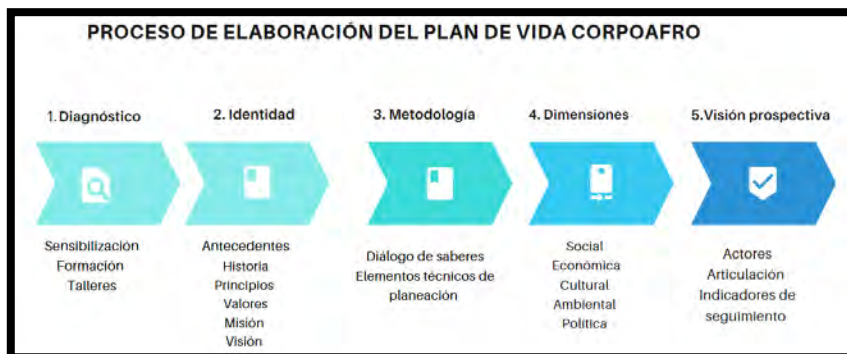 PROCESO DE ELABORACIÓN DEL PLAN DE VIDA CORPOAFRO
1. Diagnóstico
Sensibilización
Formación
Talleres
2. Identidad
Antecedentes
Historia
Principios
Valores
Misión
Visión
3. Metodología
Diálogo de saberes
Elementos técnicos de
planeación
4. Dimensiones
Social
Económica
Cultural
Ambiental
Política
5.Visión prospectiva
Actores
Articulación
Indicadores de
seguimiento